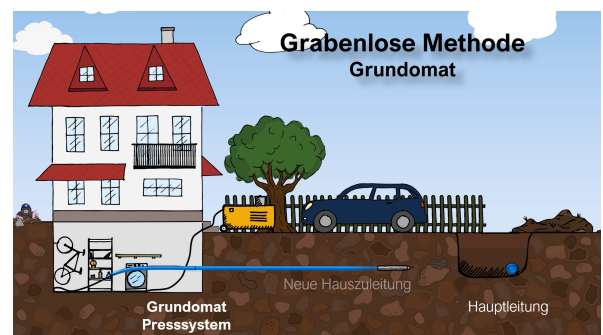 Grabenlose Methode
Grundomat
Neue Hauszuleitung
Hauptleitung
Grundomat
Presssystem